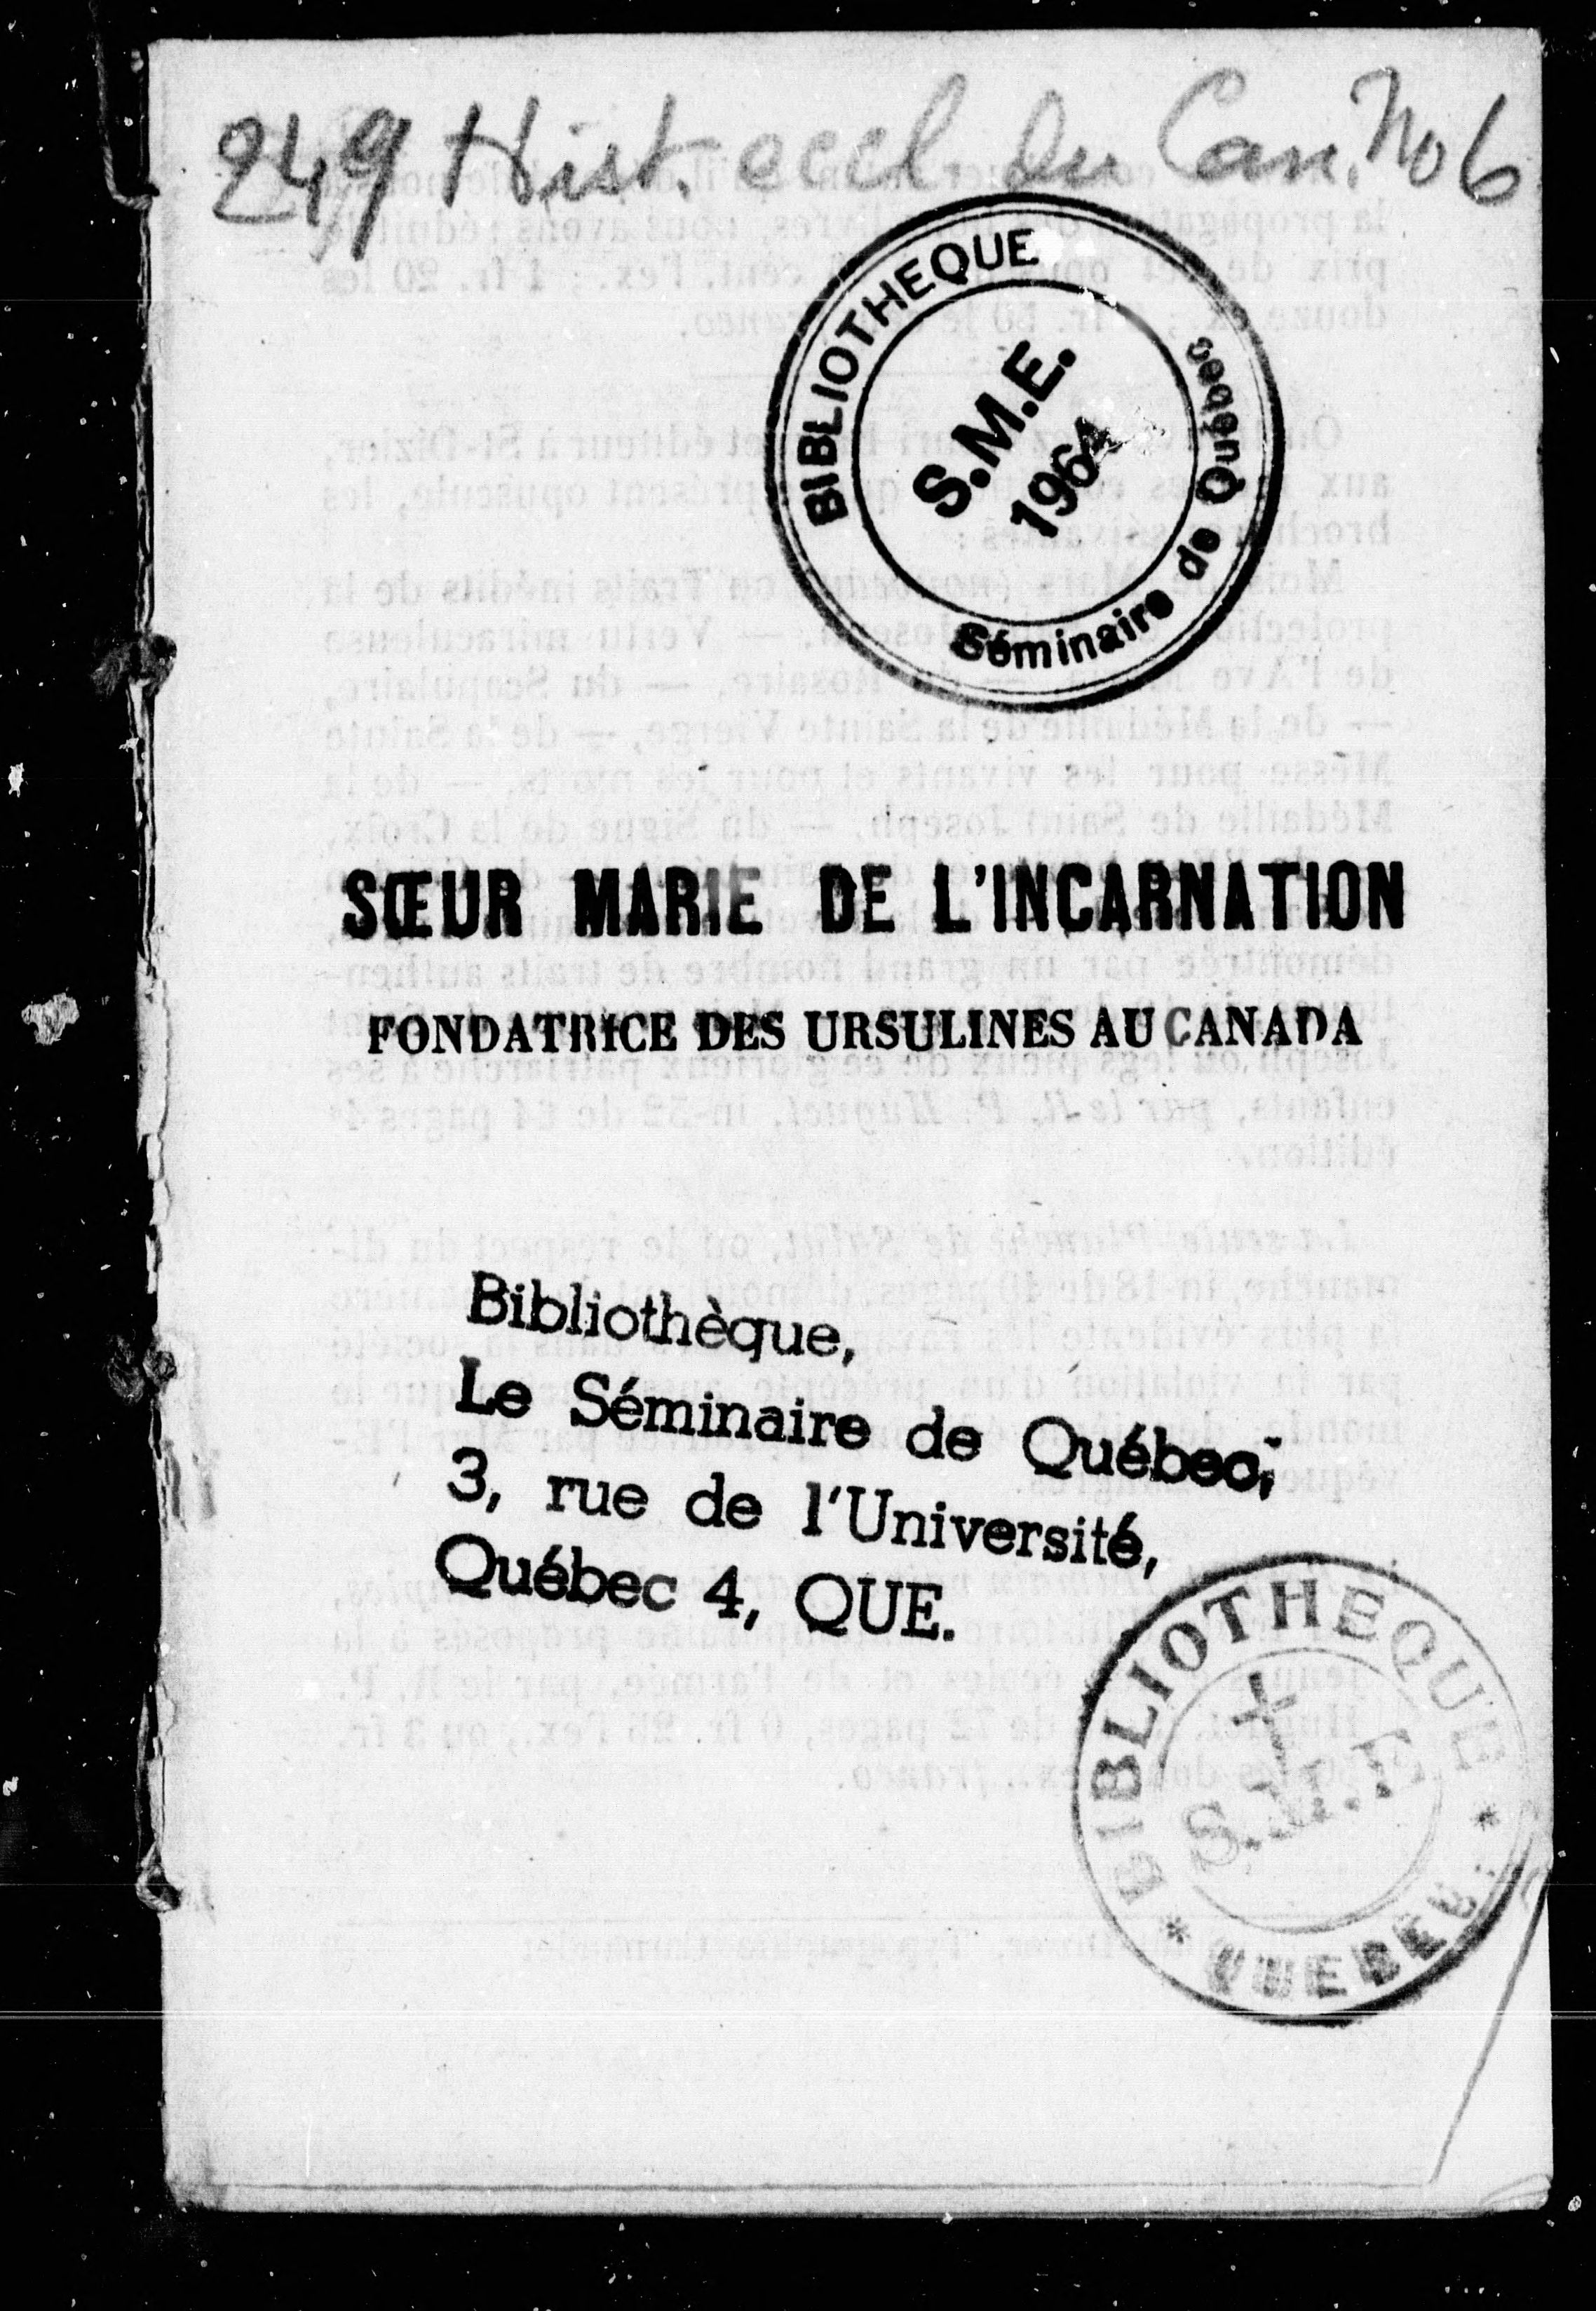 249 Hist. eccl. du Can. No 6
BIBLIOTHEQUE
S.M.E.
1964
Séminaire de Québec
SŒUR MARIE DE L'INCARNATION
FONDATRICE DES URSULINES AU CANADA
Bibliothèque,
Le Séminaire de Québec,
3, rue de l'Université,
Québec 4, QUE.
BIBLIOTHEQUE
S.M.E
* QUEBEC *